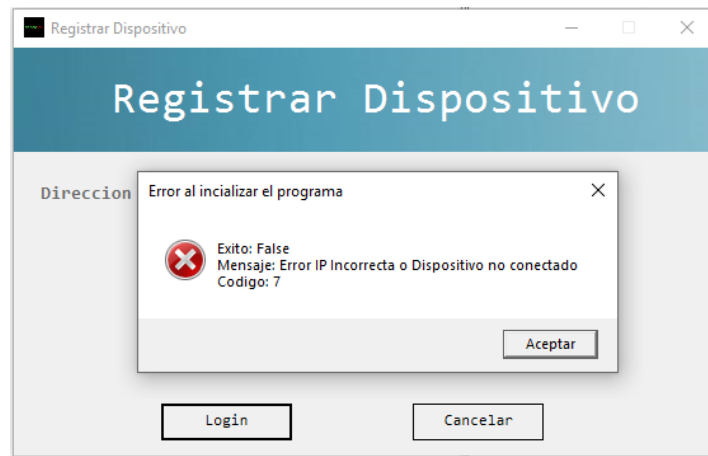 Registrar Dispositivo
Registrar Dispositivo
Direccion
Error al incializar el programa
Exito: False
Mensaje: Error IP Incorrecta o Dispositivo no conectado
Codigo: 7
Aceptar
Login
Cancelar